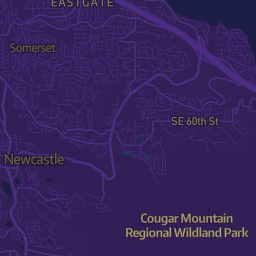 EASTGATE
Somerset
SE 60th St
Newcastle
Cougar Mountain
Regional Wildland Park